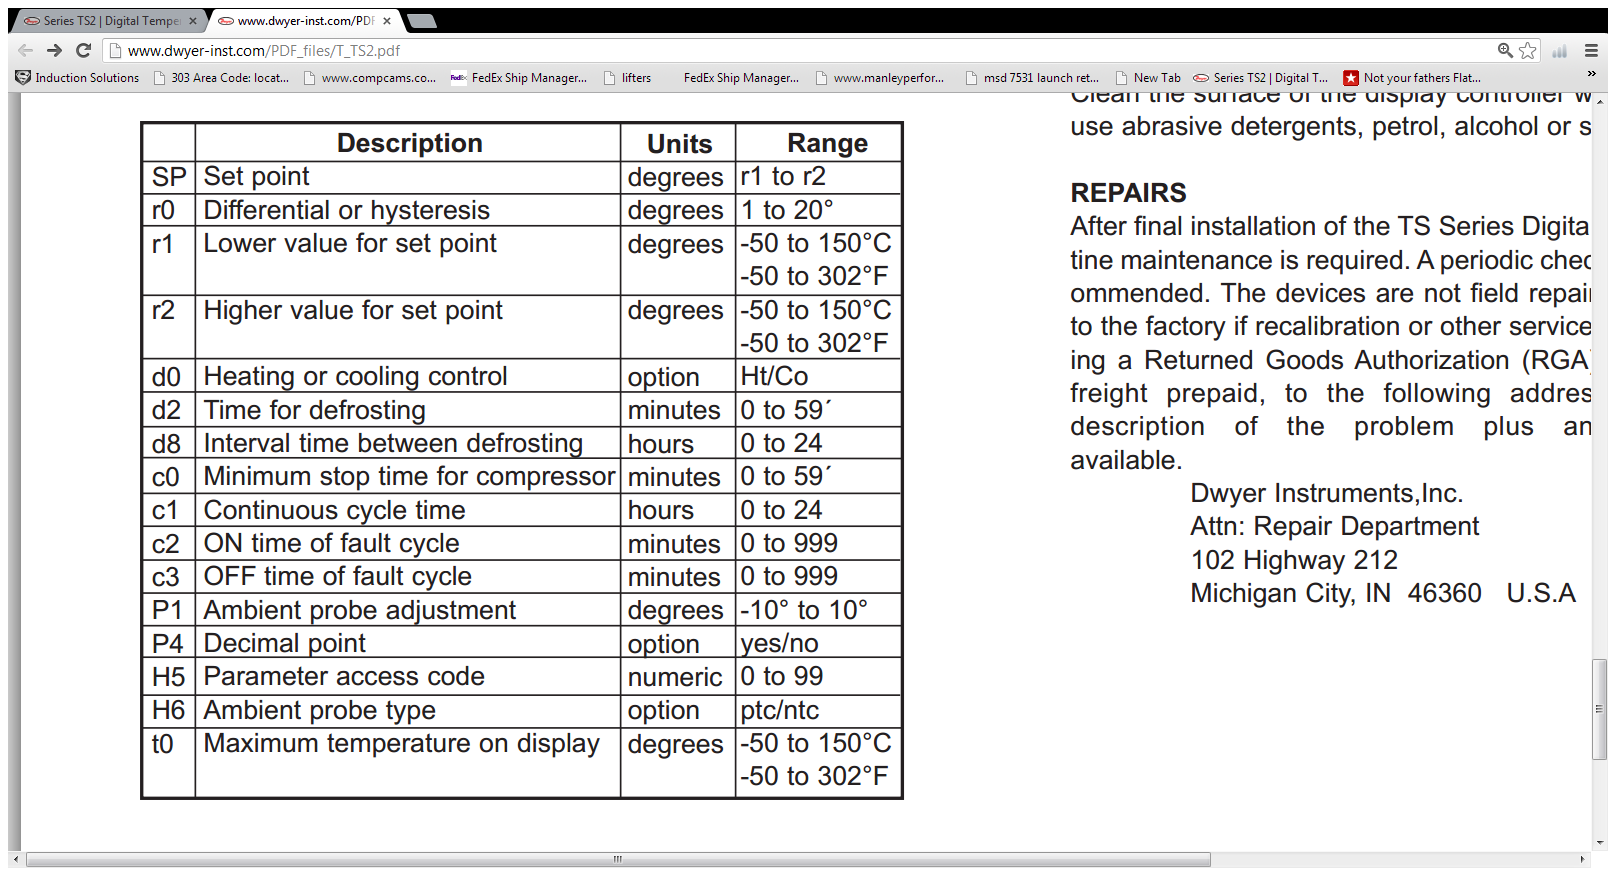 Series TS2 | Digital Tempe
www.dwyer-inst.com/PDF
www.dwyer-inst.com/PDF_files/T_TS2.pdf
Induction Solutions
303 Area Code: locat...
www.compcams.co...
FedEx Ship Manager...
lifters
FedEx Ship Manager...
www.manleyperfor...
msd 7531 launch ret...
New Tab
Series TS2 | Digital T...
Not your fathers Flat...
»
Description Units Range
SP Set point degrees r1 to r2
r0 Differential or hysteresis degrees 1 to 20°
r1 Lower value for set point degrees -50 to 150°C
-50 to 302°F
r2 Higher value for set point degrees -50 to 150°C
-50 to 302°F
d0 Heating or cooling control option Ht/Co
d2 Time for defrosting minutes 0 to 59´
d8 Interval time between defrosting hours 0 to 24
c0 Minimum stop time for compressor minutes 0 to 59´
c1 Continuous cycle time hours 0 to 24
c2 ON time of fault cycle minutes 0 to 999
c3 OFF time of fault cycle minutes 0 to 999
P1 Ambient probe adjustment degrees -10° to 10°
P4 Decimal point option yes/no
H5 Parameter access code numeric 0 to 99
H6 Ambient probe type option ptc/ntc
t0 Maximum temperature on display degrees -50 to 150°C
-50 to 302°F
Clean the surface of the display controller w
use abrasive detergents, petrol, alcohol or s
REPAIRS
After final installation of the TS Series Digita
tine maintenance is required. A periodic chec
ommended. The devices are not field repai
to the factory if recalibration or other service
ing a Returned Goods Authorization (RGA)
freight prepaid, to the following addres
description of the problem plus an
available.
Dwyer Instruments,Inc.
Attn: Repair Department
102 Highway 212
Michigan City, IN 46360 U.S.A